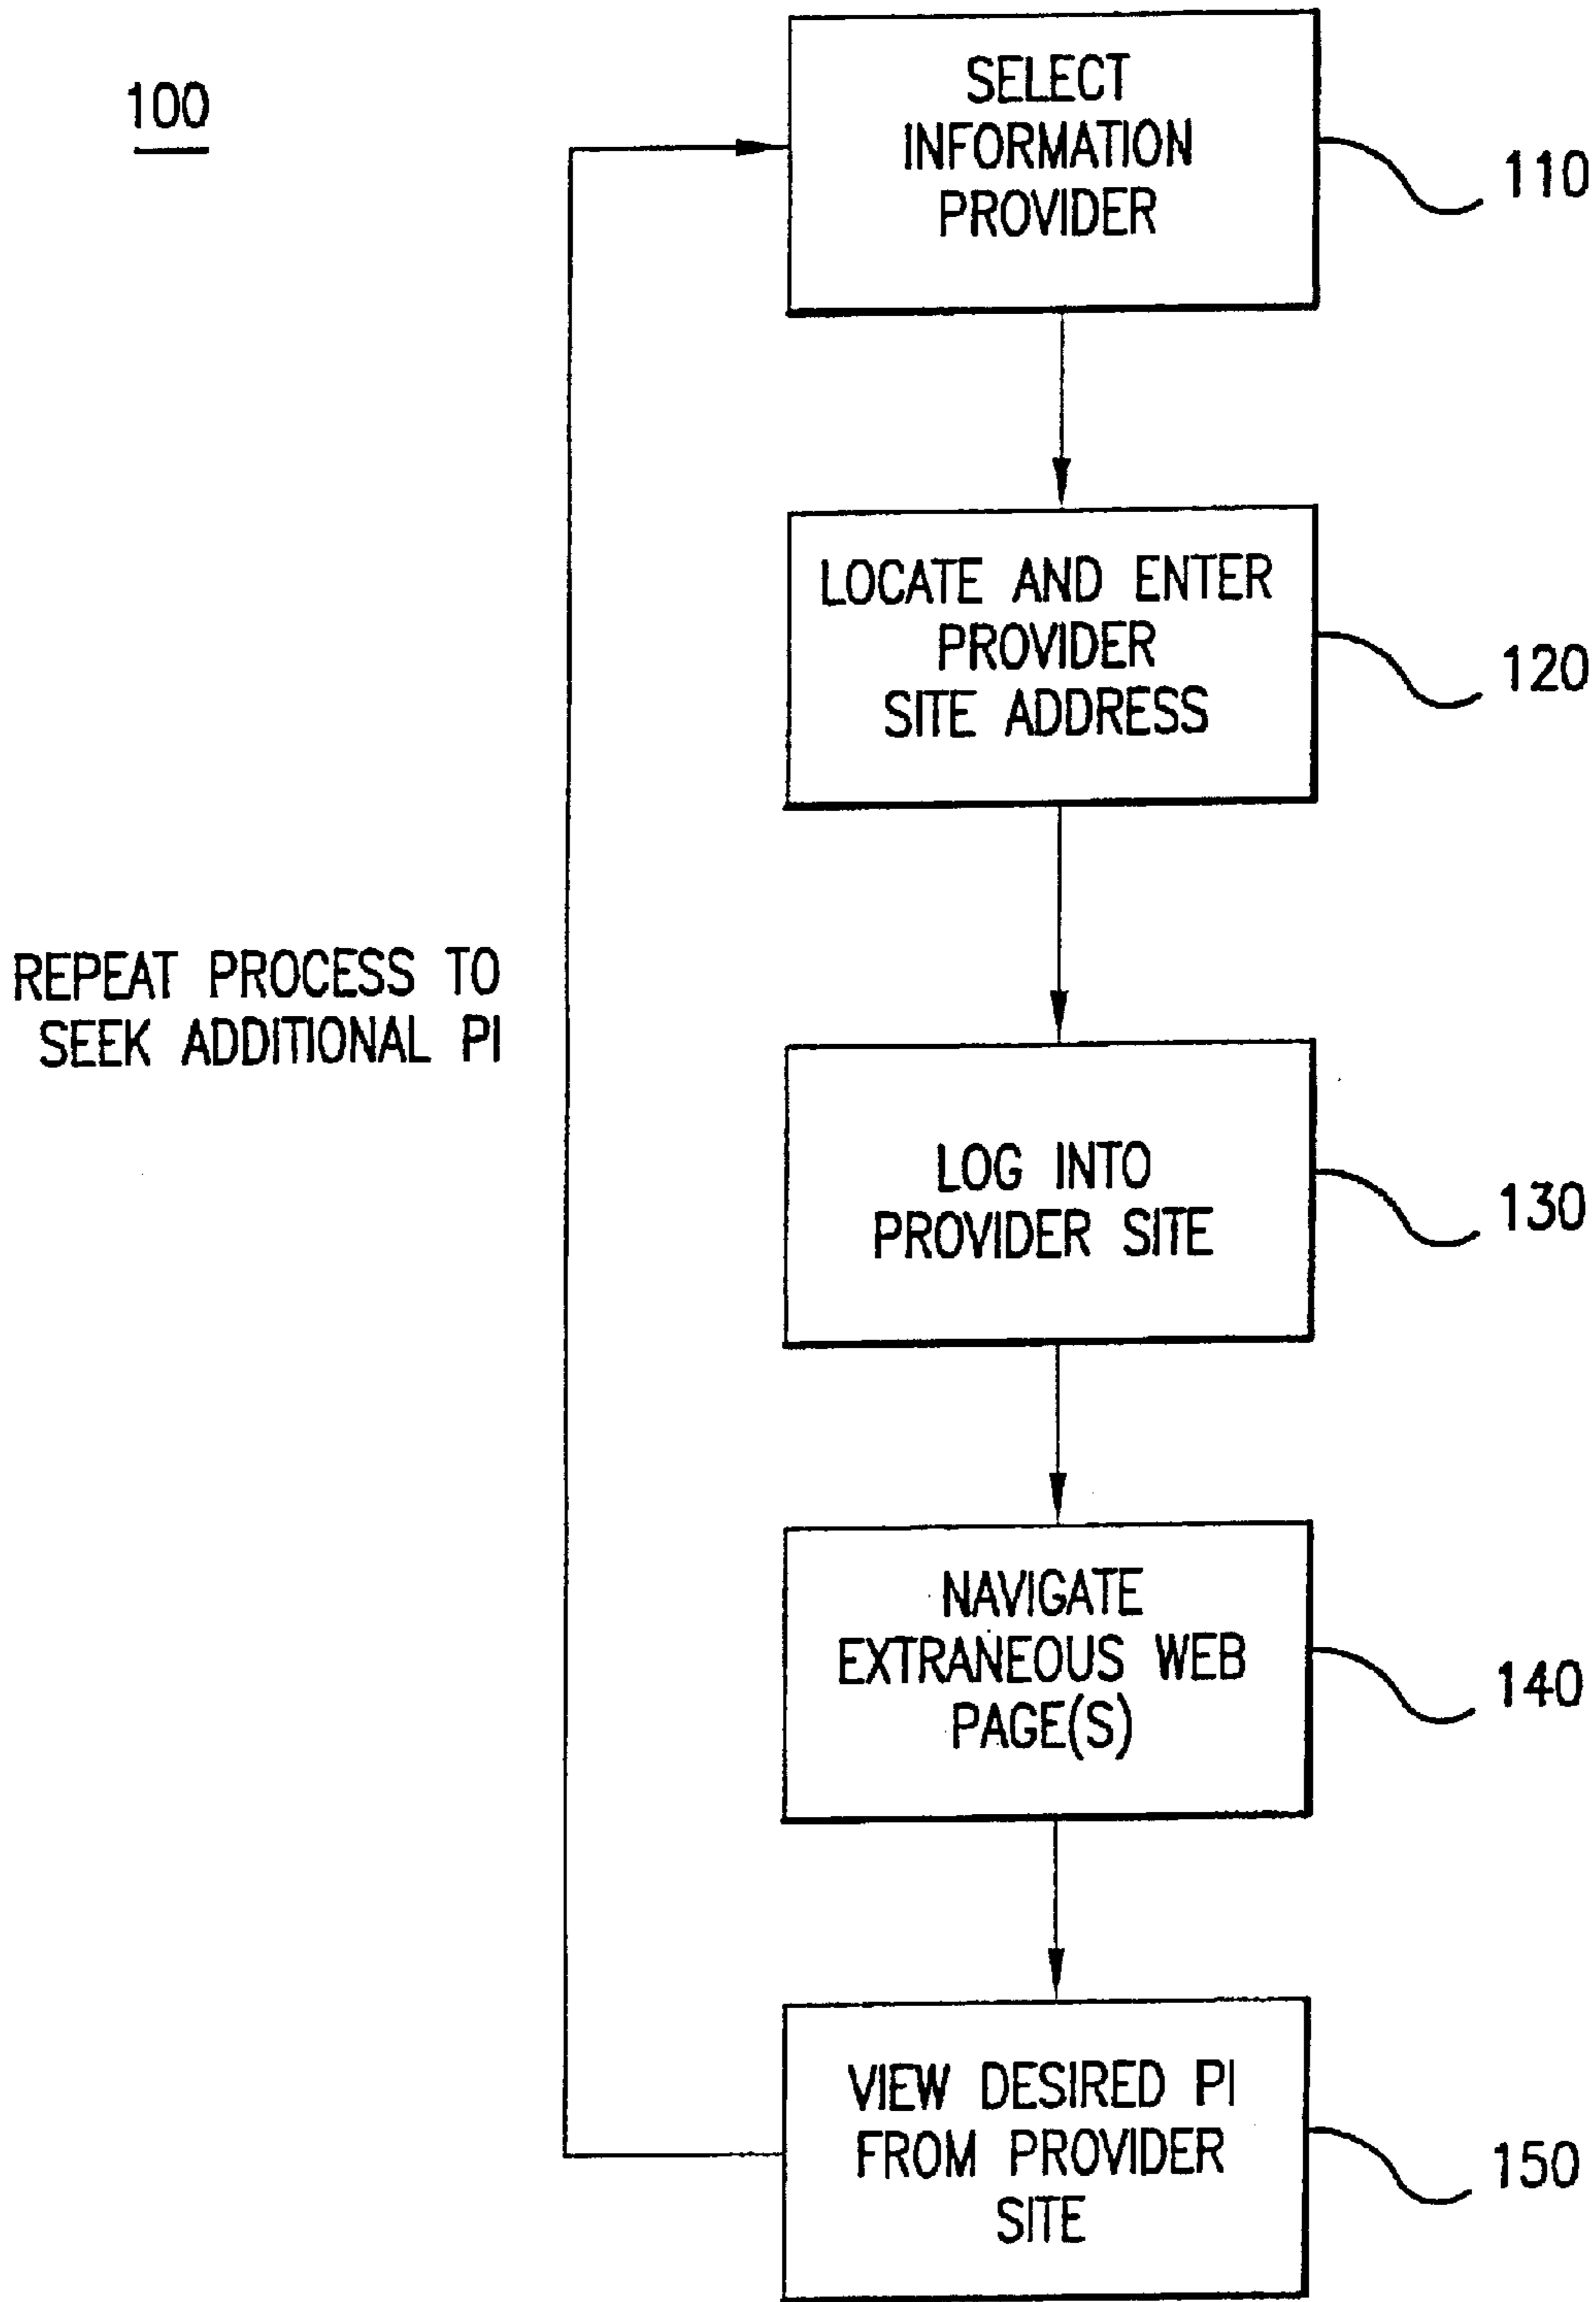 100
SELECT
INFORMATION
PROVIDER
110
LOCATE AND ENTER
PROVIDER
SITE ADDRESS
120
REPEAT PROCESS TO
SEEK ADDITIONAL PI
LOG INTO
PROVIDER SITE
130
NAVIGATE
EXTRANEOUS WEB
PAGE(S)
140
VIEW DESIRED PI
FROM PROVIDER
SITE
150